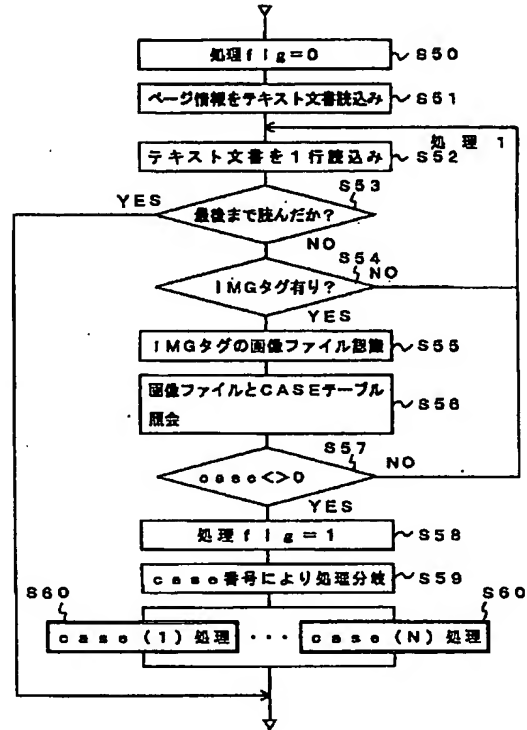 処理flg=0
S50
ページ情報をテキスト文書読込み
S51
処理1
テキスト文書を1行読込み
S52
S53
YES
最後まで読んだか?
NO
S54
IMGタグ有り?
NO
YES
IMGタグの画像ファイル認識
S55
画像ファイルとCASEテーブル
照会
S56
S57
case<>0
NO
YES
処理flg=1
S58
case番号により処理分岐
S59
S60
S60
case(1)処理
・・・
case(N)処理